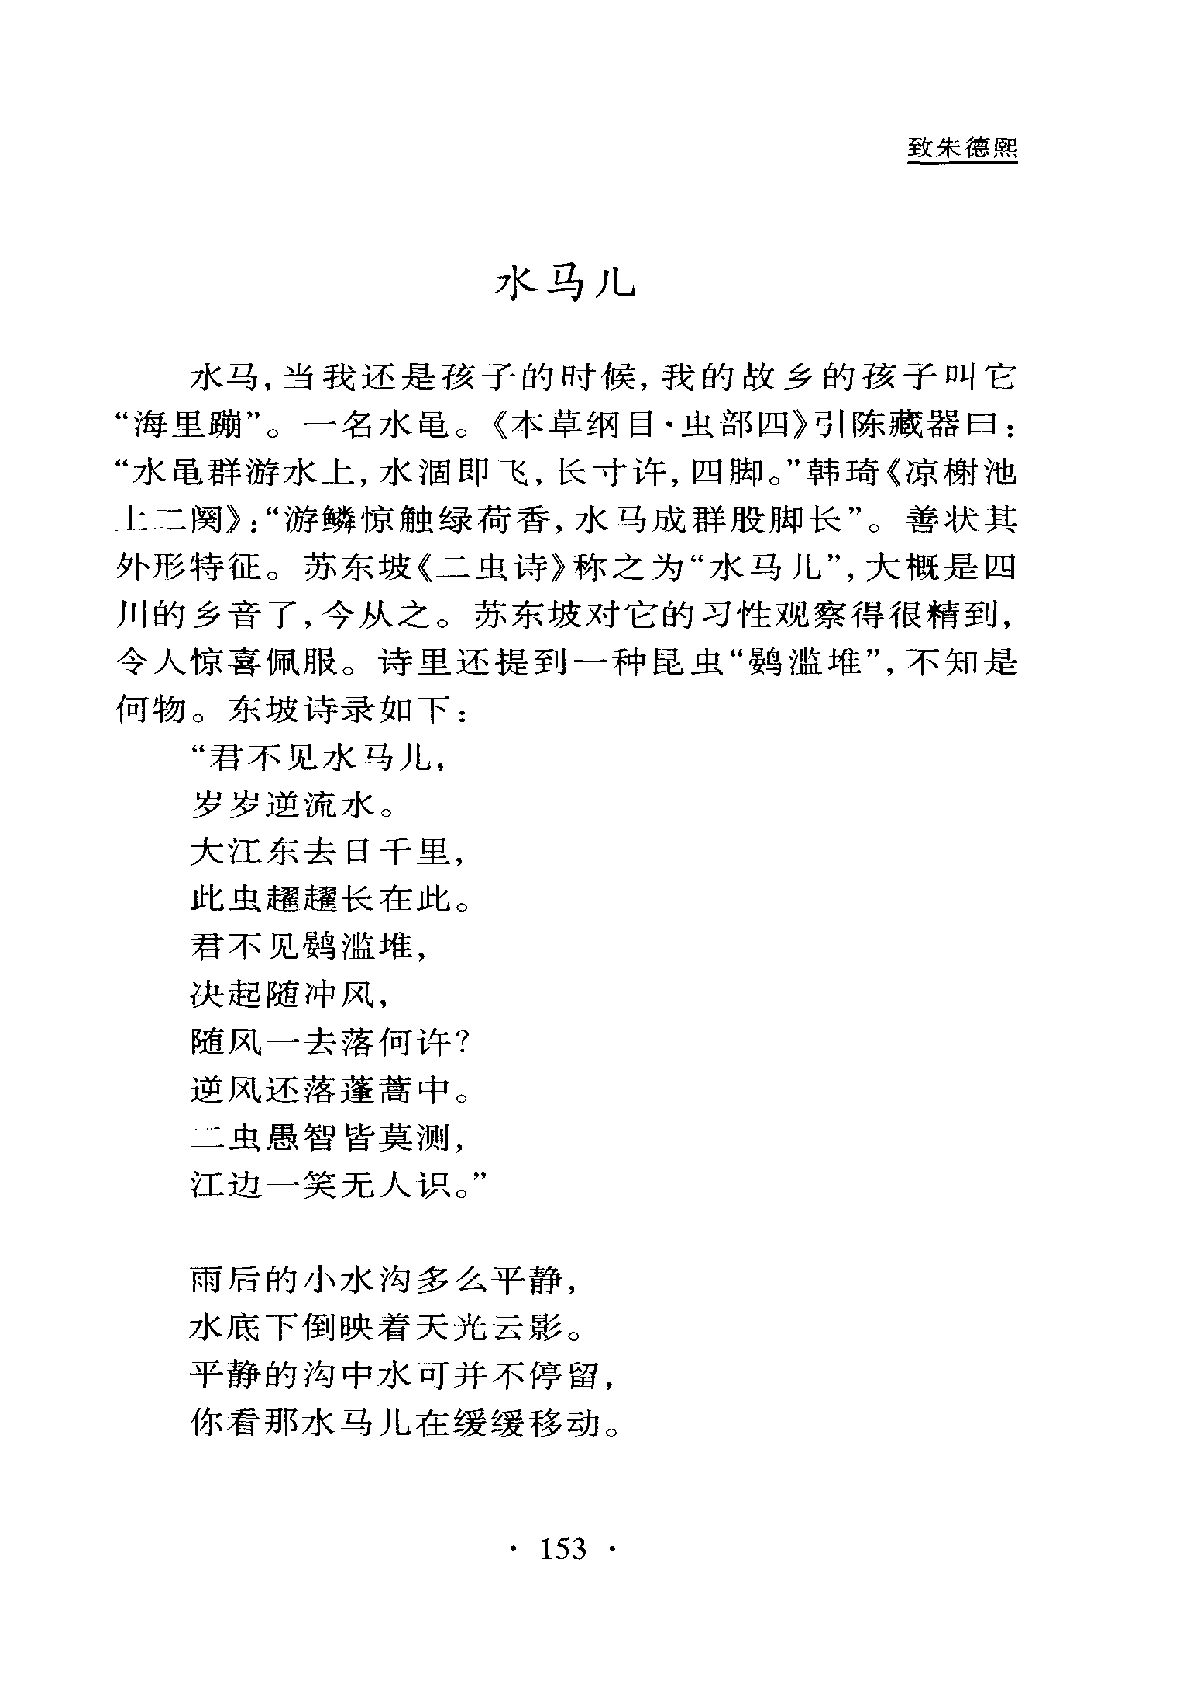 致朱德熙
水马儿
水马,当我还是孩子的时候,我的故乡的孩子叫它
“海里蹦”。一名水黾。《本草纲目·虫部四》引陈藏器曰:
“水黾群游水上,水涸即飞,长寸许,四脚。”韩琦《凉榭池
上二阕》:“游鳞惊触绿荷香,水马成群股脚长”。善状其
外形特征。苏东坡《二虫诗》称之为“水马儿”,大概是四
川的乡音了,今从之。苏东坡对它的习性观察得很精到,
令人惊喜佩服。诗里还提到一种昆虫“鹦滥堆”,不知是
何物。东坡诗录如下:
“君不见水马儿,
岁岁逆流水。
大江东去日千里,
此虫趯趯长在此。
君不见鹦滥堆,
决起随冲风,
随风一去落何许?
逆风还落蓬蒿中。
二虫愚智皆莫测,
江边一笑无人识。”
雨后的小水沟多么平静,
水底下倒映着天光云影。
平静的沟中水可并不停留,
你看那水马儿在缓缓移动。
· 153 ·